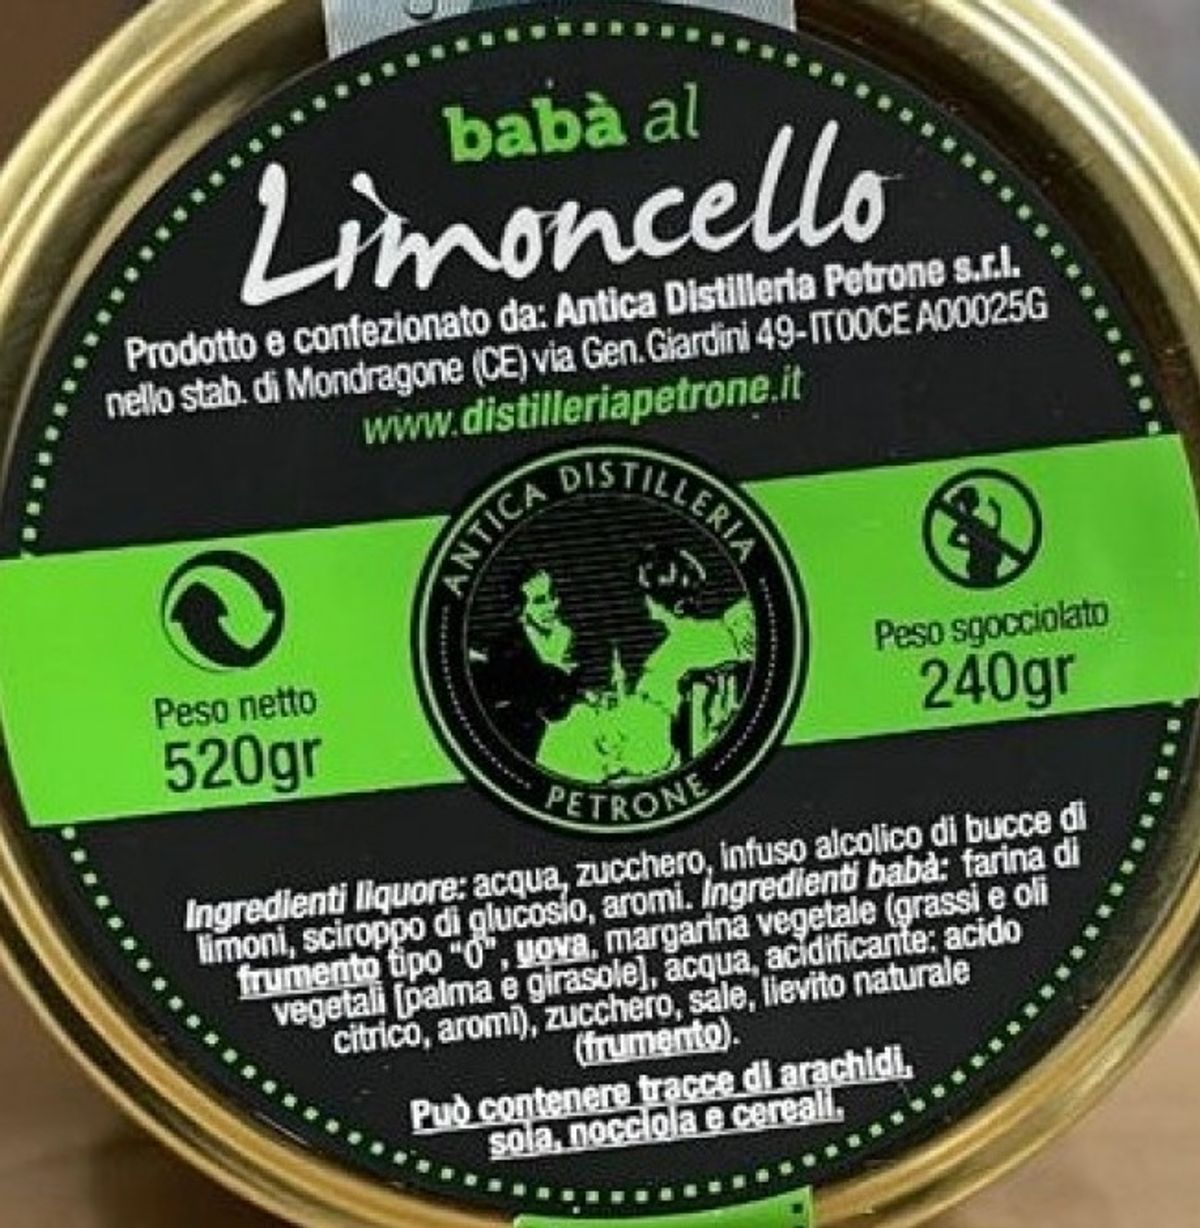 babà al
Lìmoncello
Prodotto e confezionato da: Antica Distilleria Petrone s.r.l.
nello stab. di Mondragone (CE) via Gen. Giardini 49-IT00CE A00025G
www.distilleriapetrone.it
ANTICA DISTILLERIA
PETRONE
Peso netto
520gr
Peso sgocciolato
240gr
Ingredienti liquore: acqua, zucchero, infuso alcolico di bucce di
limoni, sciroppo di glucosio, aromi. Ingredienti babà: farina di
frumento tipo "0", uova, margarina vegetale (grassi e oli
vegetali [palma e girasole], acqua, acidificante: acido
citrico, aromi), zucchero, sale, lievito naturale
(frumento).
Può contenere tracce di arachidi,
soia, nocciola e cereali.